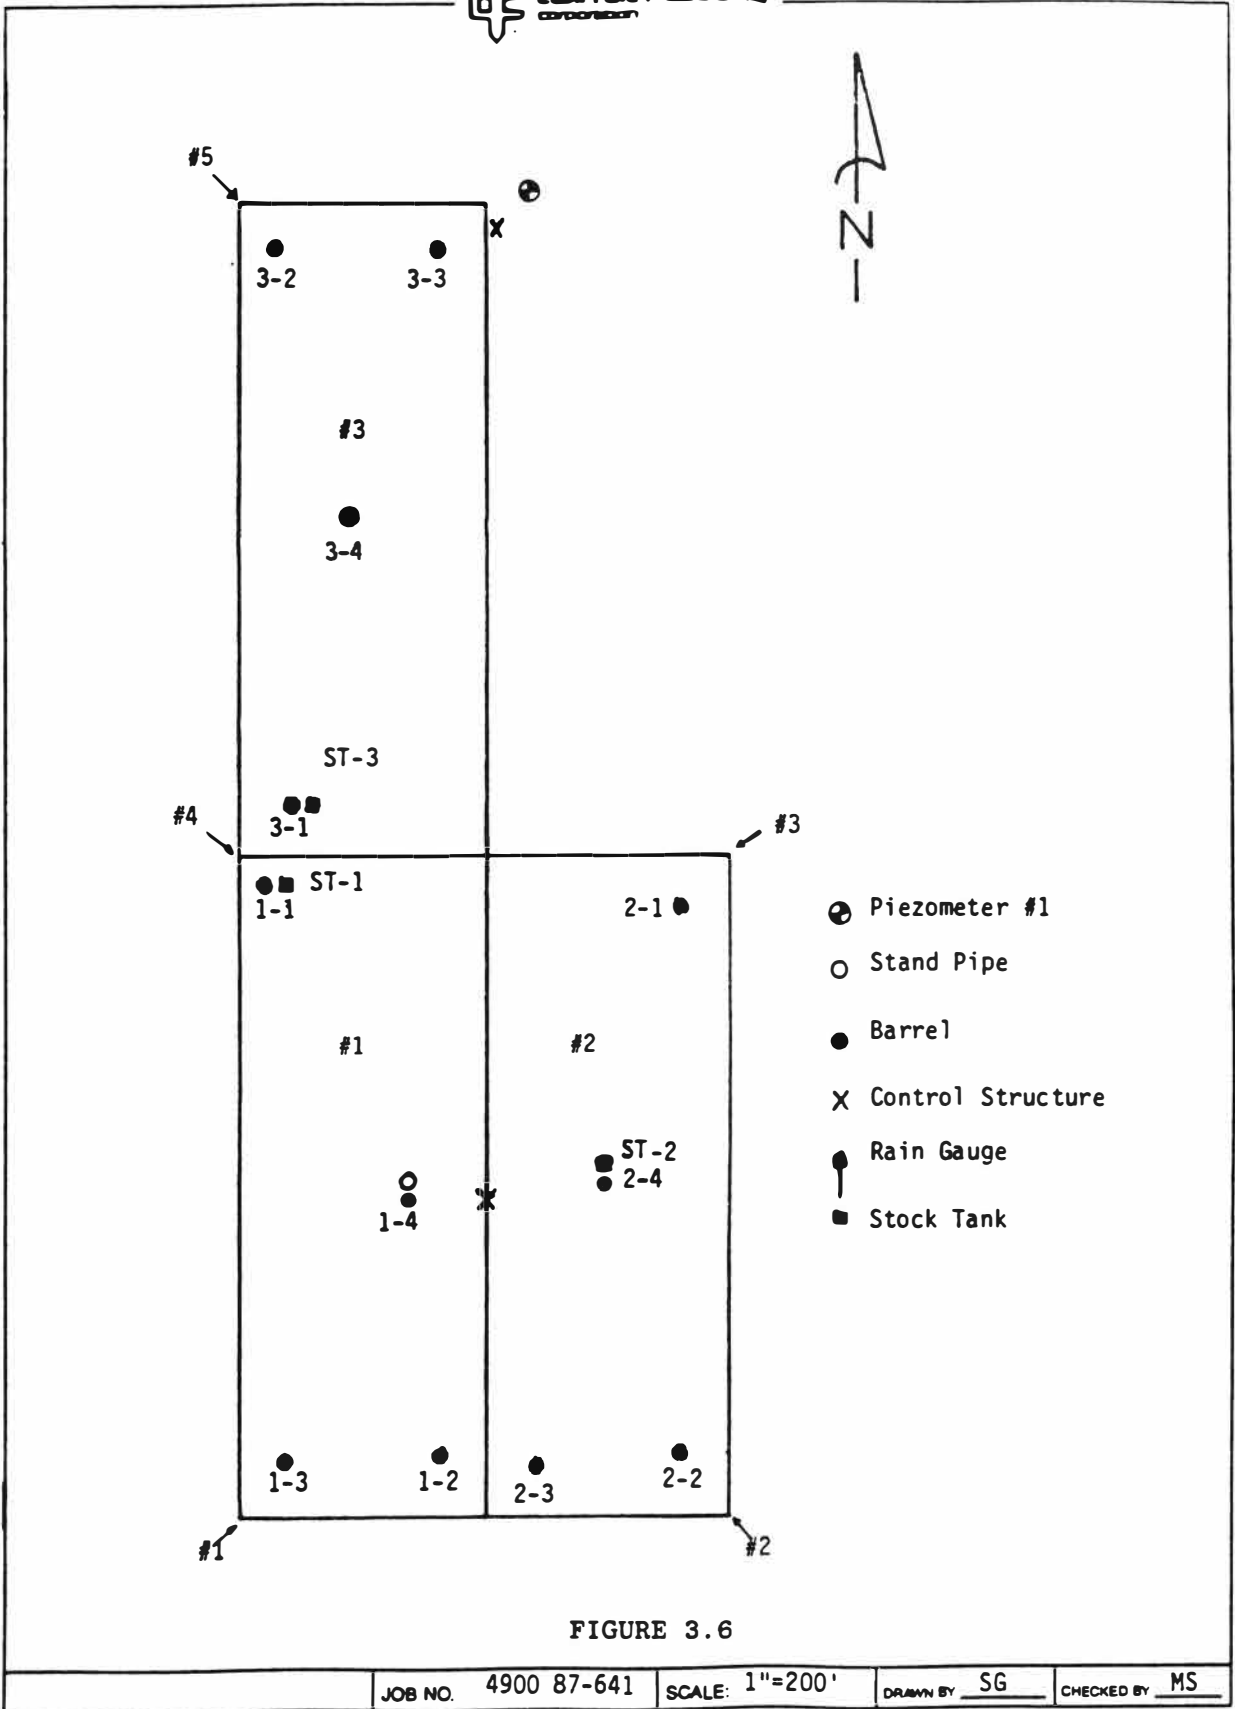 corporation
#5
N
3-2
3-3
#3
3-4
ST-3
3-1
#4
#3
ST-1
1-1
2-1
Piezometer #1
Stand Pipe
Barrel
X Control Structure
Rain Gauge
Stock Tank
#1
#2
ST-2
2-4
1-4
1-3
1-2
2-3
2-2
#1
#2
FIGURE 3.6
JOB NO. 4900 87-641 SCALE: 1"=200' DRAWN BY SG CHECKED BY MS